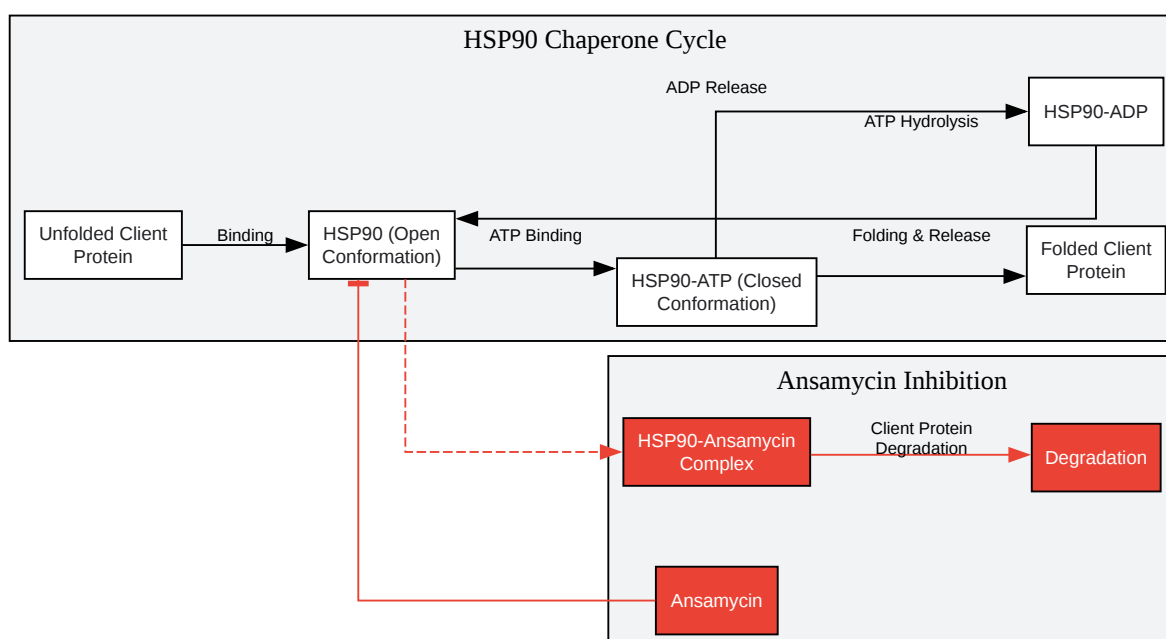 HSP90 Chaperone Cycle
ADP Release
ATP Hydrolysis
HSP90-ADP
Unfolded Client
Protein
Binding
HSP90 (Open
Conformation)
ATP Binding
HSP90-ATP (Closed
Conformation)
Folding & Release
Folded Client
Protein
Ansamycin Inhibition
HSP90-Ansamycin
Complex
Client Protein
Degradation
Degradation
Ansamycin